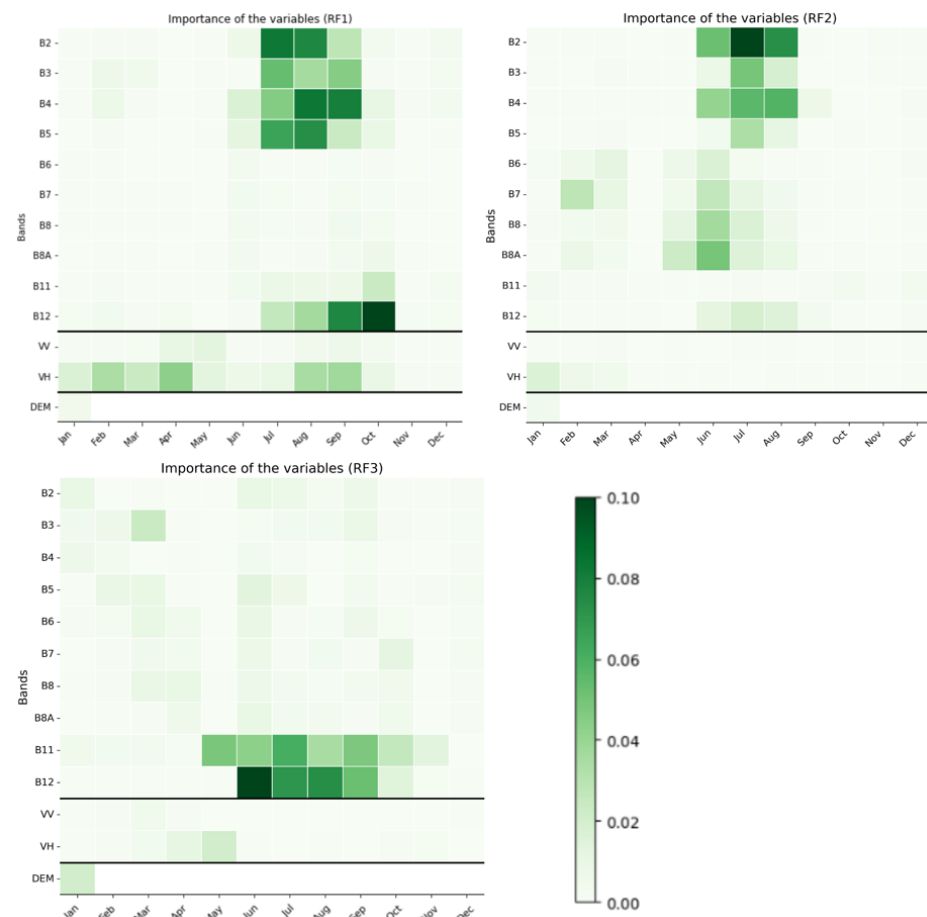 Importance of the variables (RF1)
B2
B3
B4
B5
B6
B7
B8
B8A
B11
B12
VV
VH
DEM
Bands
Jan
Feb
Mar
Apr
May
Jun
Jul
Aug
Sep
Oct
Nov
Dec
Importance of the variables (RF2)
B2
B3
B4
B5
B6
B7
B8
B8A
B11
B12
VV
VH
DEM
Bands
Jan
Feb
Mar
Apr
May
Jun
Jul
Aug
Sep
Oct
Nov
Dec
Importance of the variables (RF3)
B2
B3
B4
B5
B6
B7
B8
B8A
B11
B12
VV
VH
DEM
Bands
Jan
Feb
Mar
Apr
May
Jun
Jul
Aug
Sep
Oct
Nov
Dec
0.10
0.08
0.06
0.04
0.02
0.00